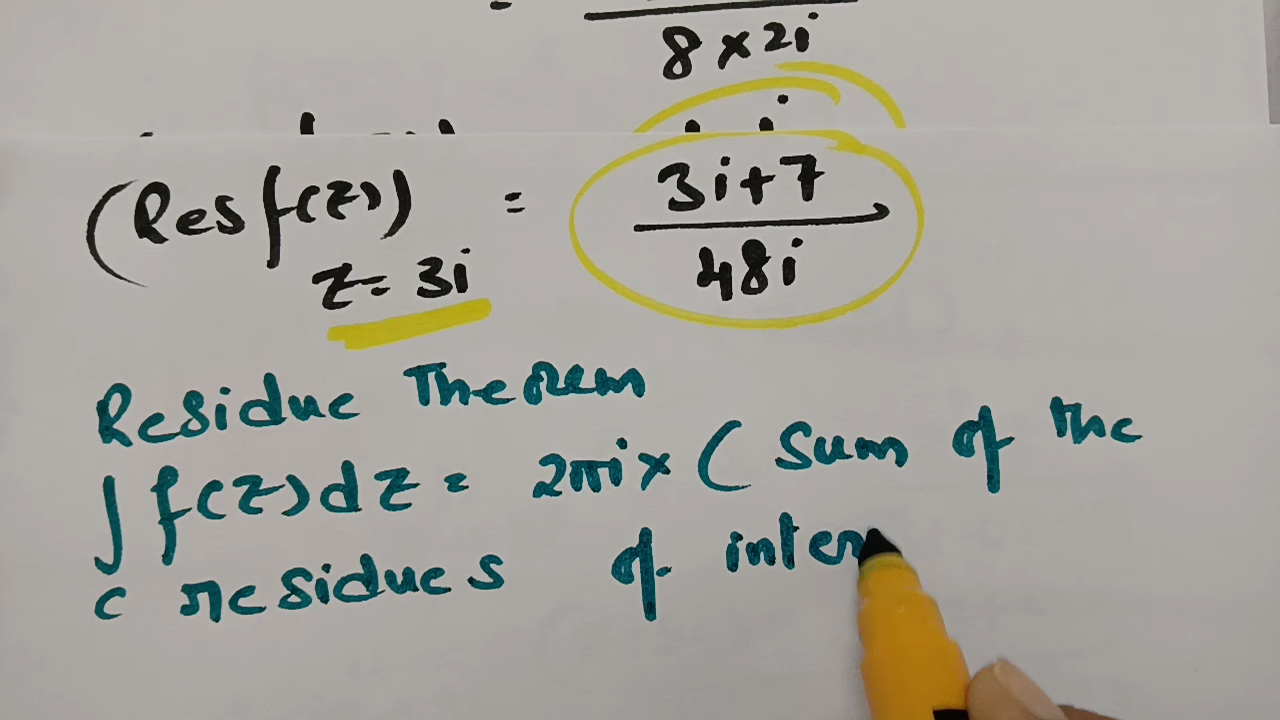 8 × 2i
(Res f(z)) = 3i+7 / 48i
z= 3i
Residue Theorem
∫ f(z)dz = 2πi × ( Sum of the
c residues of inter